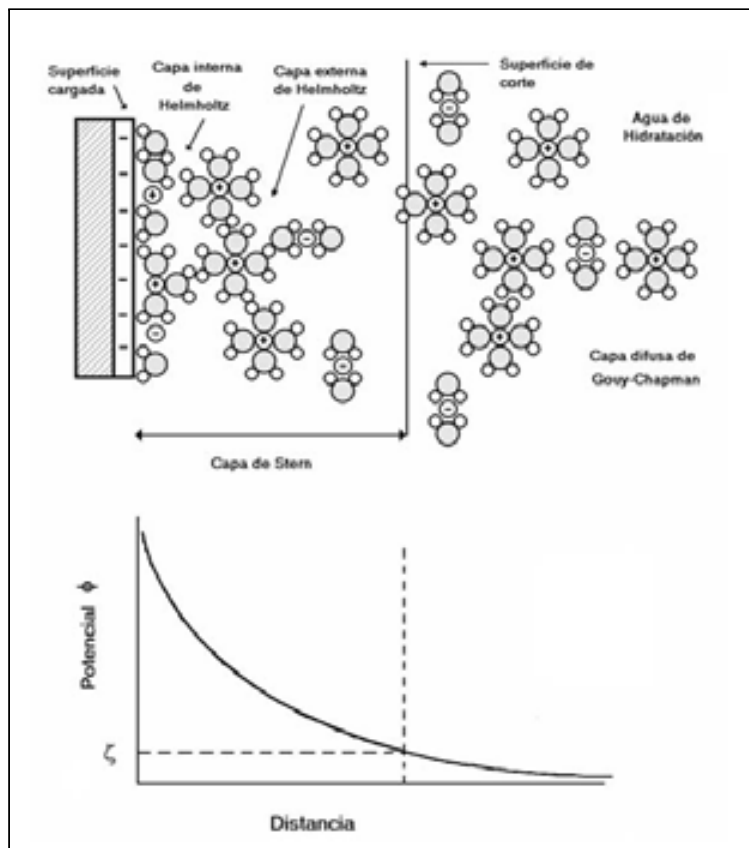 Superficie
cargada
Capa interna
de
Helmholtz
Capa externa
de Helmholtz
Superficie de
corte
Agua de
Hidratación
Capa difusa de
Gouy-Chapman
Capa de Stern
Potencial ϕ
ζ
Distancia